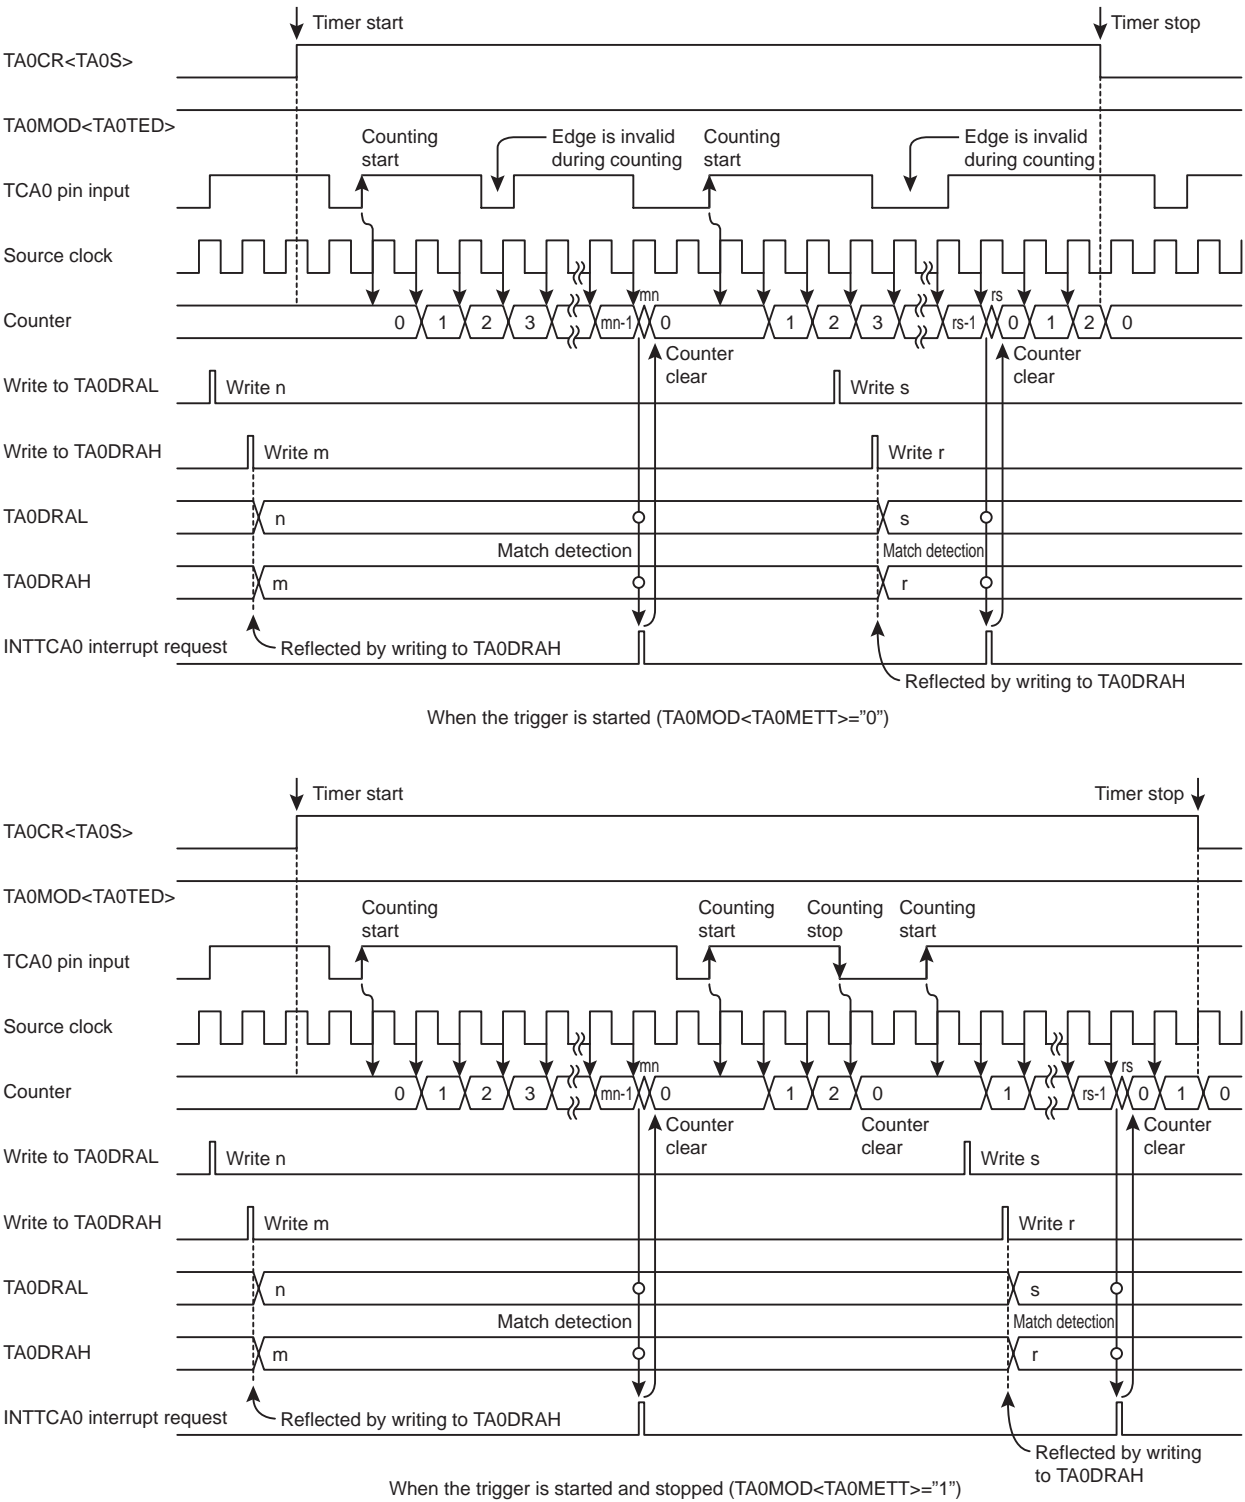 Timer start
Timer stop
TA0CR<TA0S>
TA0MOD<TA0TED>
Counting
start
Edge is invalid
during counting
Counting
start
Edge is invalid
during counting
TCA0 pin input
Source clock
mn
rs
Counter
0 1 2 3 mn-1 0 1 2 3 rs-1 0 1 2 0
Counter
clear
Counter
clear
Write to TA0DRAL
Write n
Write s
Write to TA0DRAH
Write m
Write r
TA0DRAL
n
s
Match detection
Match detection
TA0DRAH
m
r
INTTCA0 interrupt request
Reflected by writing to TA0DRAH
Reflected by writing to TA0DRAH
When the trigger is started (TA0MOD<TA0METT>=”0”)
Timer start
Timer stop
TA0CR<TA0S>
TA0MOD<TA0TED>
Counting
start
Counting
start
Counting
stop
Counting
start
TCA0 pin input
Source clock
mn
rs
Counter
0 1 2 3 mn-1 0 1 2 0 1 rs-1 0 1 0
Counter
clear
Counter
clear
Counter
clear
Write to TA0DRAL
Write n
Write s
Write to TA0DRAH
Write m
Write r
TA0DRAL
n
s
Match detection
Match detection
TA0DRAH
m
r
INTTCA0 interrupt request
Reflected by writing to TA0DRAH
Reflected by writing
to TA0DRAH
When the trigger is started and stopped (TA0MOD<TA0METT>=”1”)